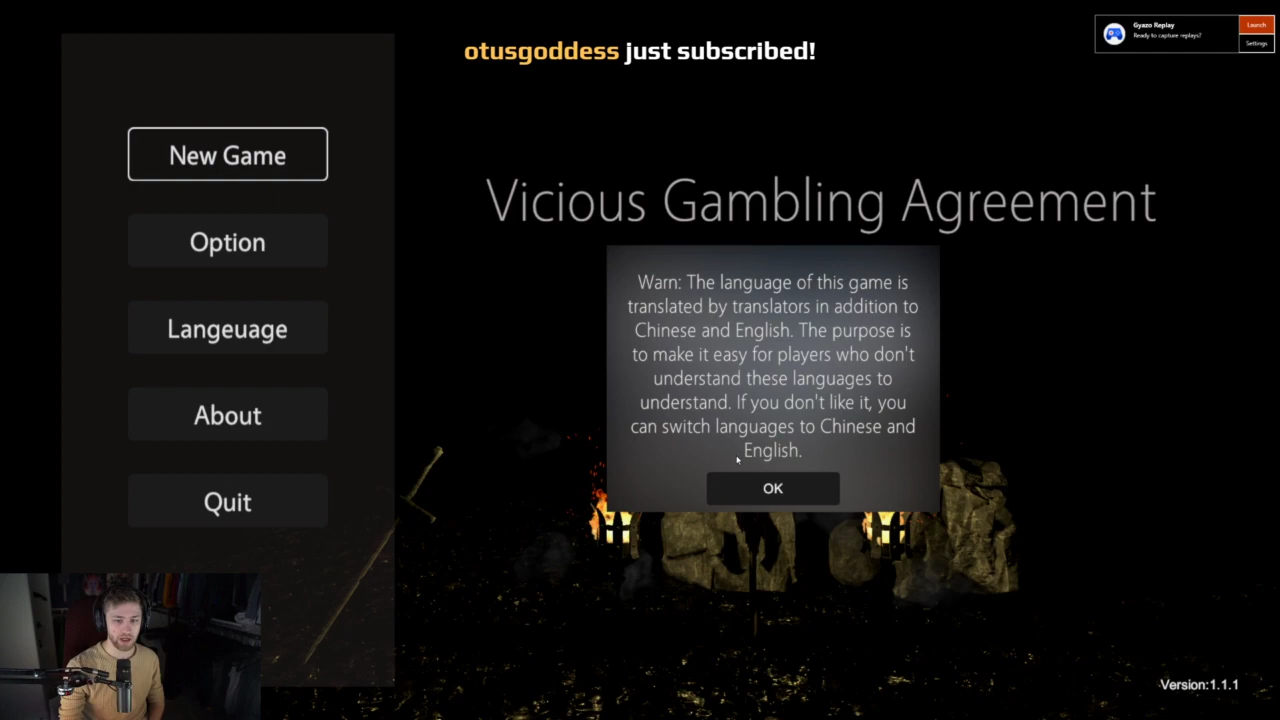 otusgoddess just subscribed!
Gyazo Replay
Ready to capture replays?
Launch
Settings
New Game
Option
Langeuage
About
Quit
Vicious Gambling Agreement
Warn: The language of this game is
translated by translators in addition to
Chinese and English. The purpose is
to make it easy for players who don't
understand these languages to
understand. If you don't like it, you
can switch languages to Chinese and
English.
OK
Version:1.1.1